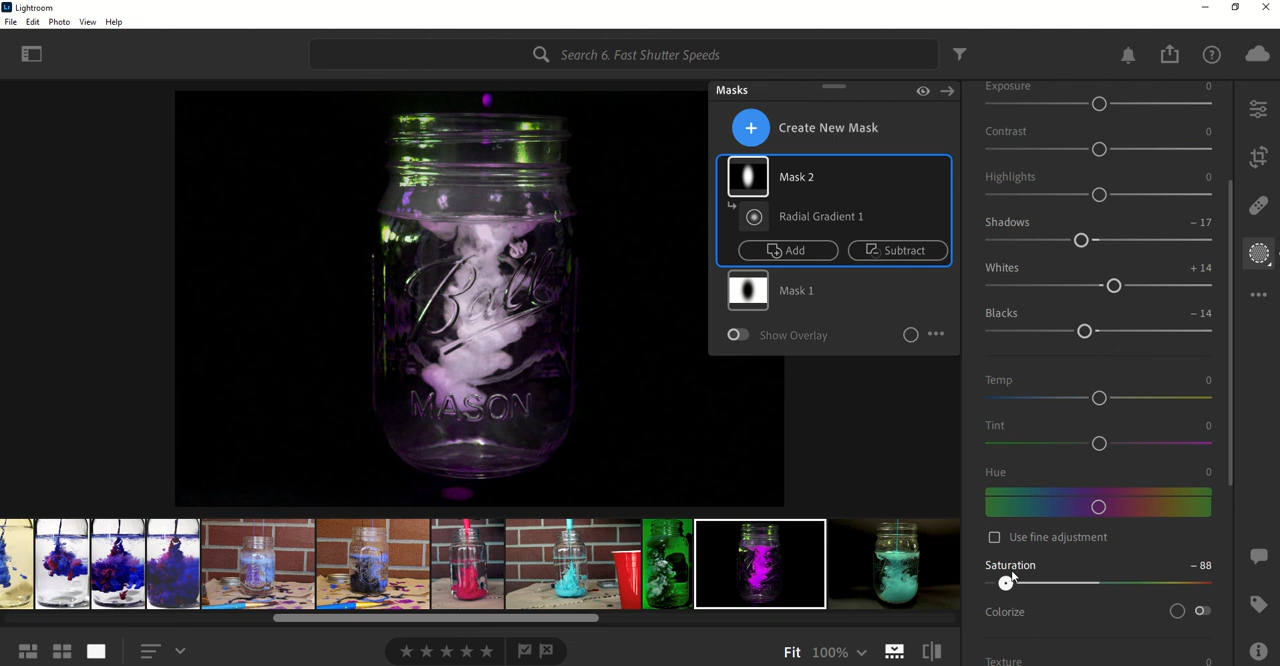 Lr Lightroom
File Edit Photo View Help
Search 6. Fast Shutter Speeds
Masks
Create New Mask
Mask 2
Radial Gradient 1
Add Subtract
Mask 1
Show Overlay
Ball
MASON
Exposure 0
Contrast 0
Highlights 0
Shadows – 17
Whites + 14
Blacks – 14
Temp 0
Tint 0
Hue 0
Use fine adjustment
Saturation – 88
Colorize
Texture 0
Fit 100%